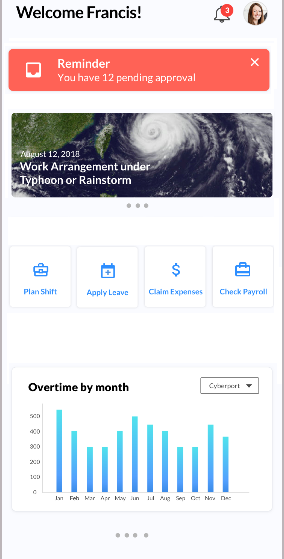 Welcome Francis!
3
Reminder
You have 12 pending approval
August 12, 2018
Work Arrangement under
Typhoon or Rainstorm
Plan Shift
Apply Leave
Claim Expenses
Check Payroll
Overtime by month
Cyberport
500
400
300
200
100
0
Jan Feb Mar Apr May Jun Jul Aug Sep Oct Nov Dec